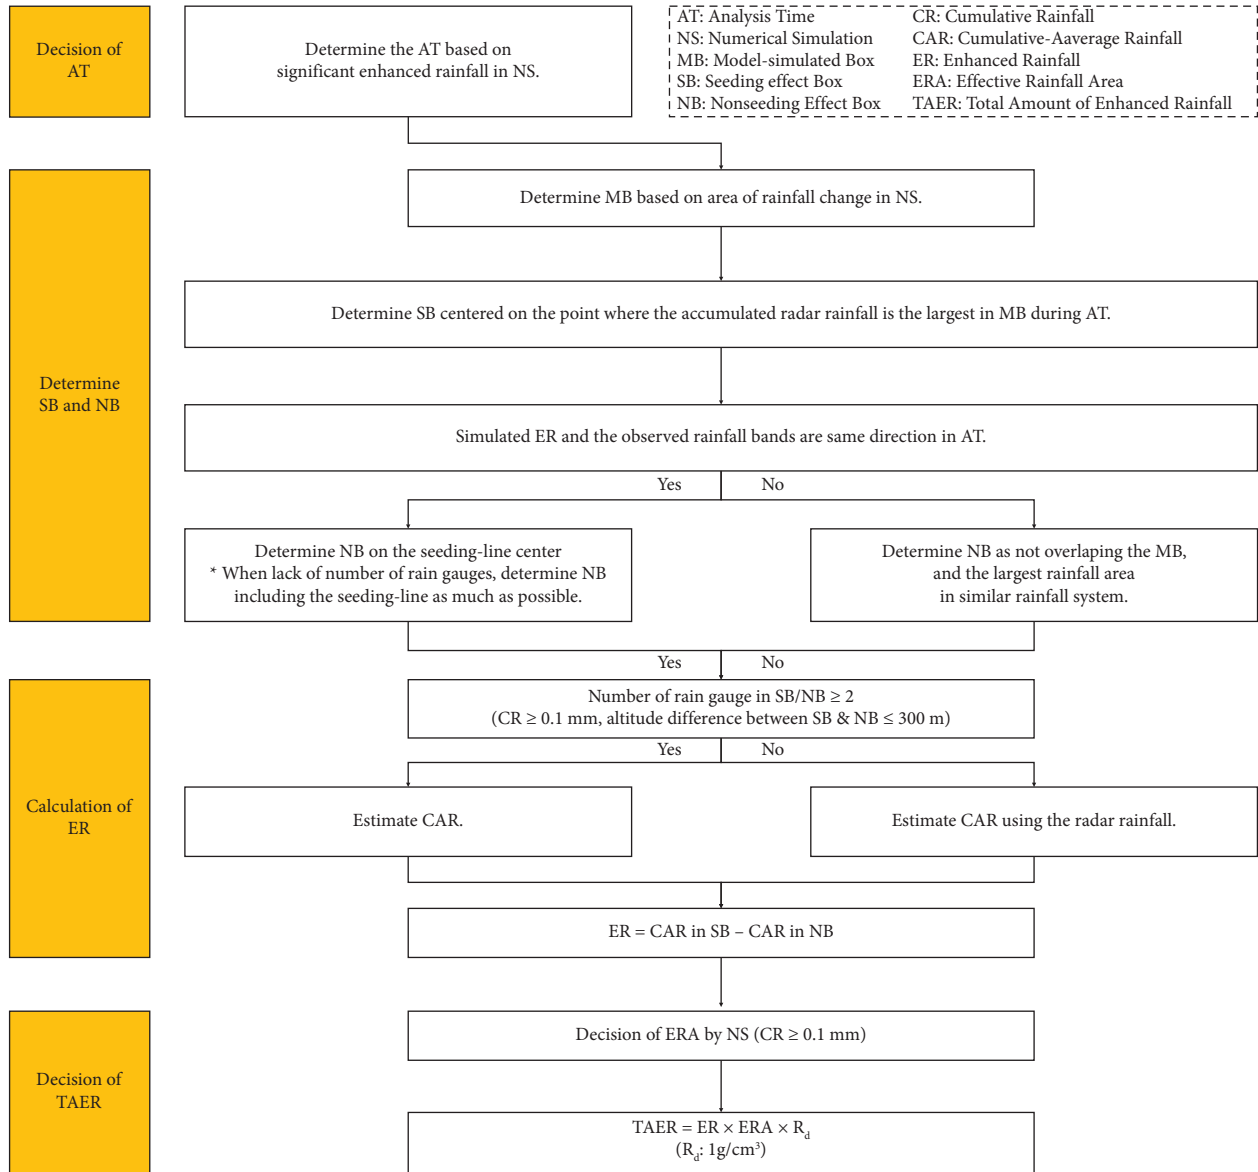 Decision of
AT
Determine the AT based on
significant enhanced rainfall in NS.
AT: Analysis Time
NS: Numerical Simulation
MB: Model-simulated Box
SB: Seeding effect Box
NB: Nonseeding Effect Box
CR: Cumulative Rainfall
CAR: Cumulative-Aaverage Rainfall
ER: Enhanced Rainfall
ERA: Effective Rainfall Area
TAER: Total Amount of Enhanced Rainfall
Determine
SB and NB
Determine MB based on area of rainfall change in NS.
Determine SB centered on the point where the accumulated radar rainfall is the largest in MB during AT.
Simulated ER and the observed rainfall bands are same direction in AT.
Yes
No
Determine NB on the seeding-line center
* When lack of number of rain gauges, determine NB
including the seeding-line as much as possible.
Determine NB as not overlaping the MB,
and the largest rainfall area
in similar rainfall system.
Yes
No
Calculation of
ER
Number of rain gauge in SB/NB ≥ 2
(CR ≥ 0.1 mm, altitude difference between SB & NB ≤ 300 m)
Yes
No
Estimate CAR.
Estimate CAR using the radar rainfall.
ER = CAR in SB – CAR in NB
Decision of
TAER
Decision of ERA by NS (CR ≥ 0.1 mm)
TAER = ER × ERA × R_d
(R_d: 1g/cm³)